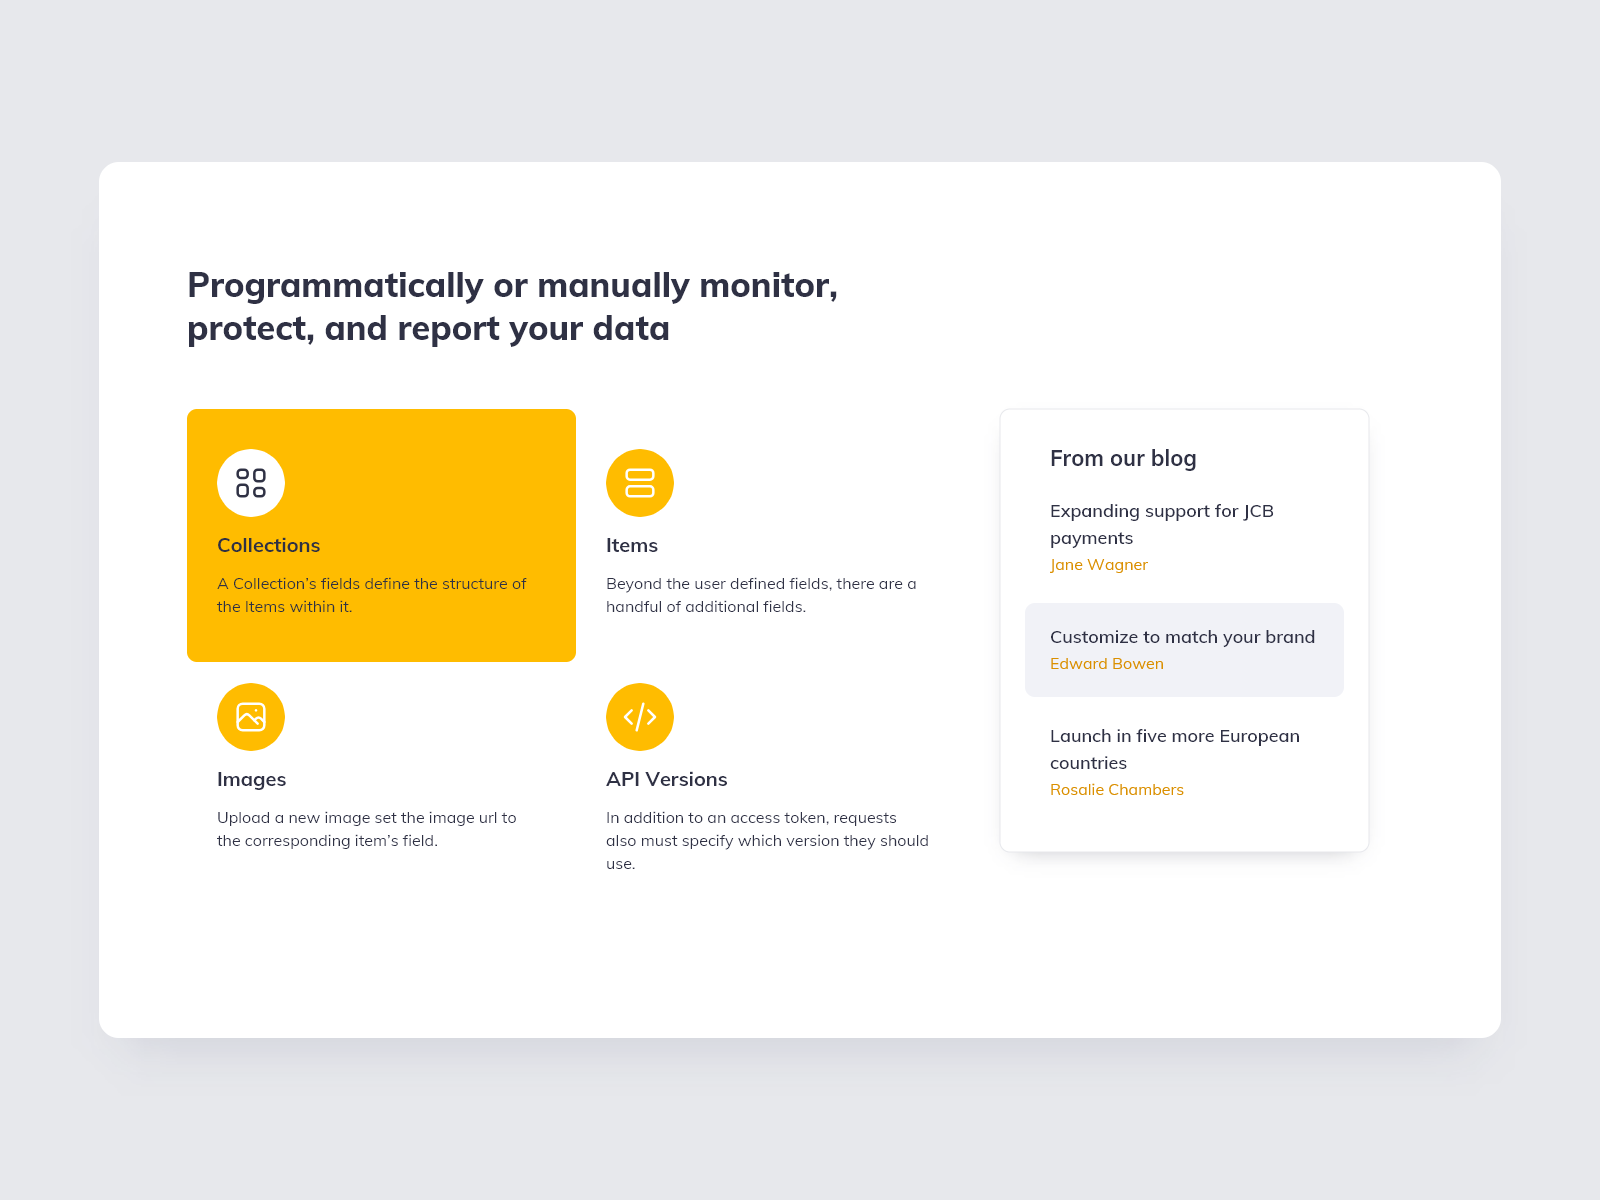 Programmatically or manually monitor,
protect, and report your data
Collections
A Collection’s fields define the structure of
the Items within it.
Items
Beyond the user defined fields, there are a
handful of additional fields.
Images
Upload a new image set the image url to
the corresponding item’s field.
API Versions
In addition to an access token, requests
also must specify which version they should
use.
From our blog
Expanding support for JCB
payments
Jane Wagner
Customize to match your brand
Edward Bowen
Launch in five more European
countries
Rosalie Chambers